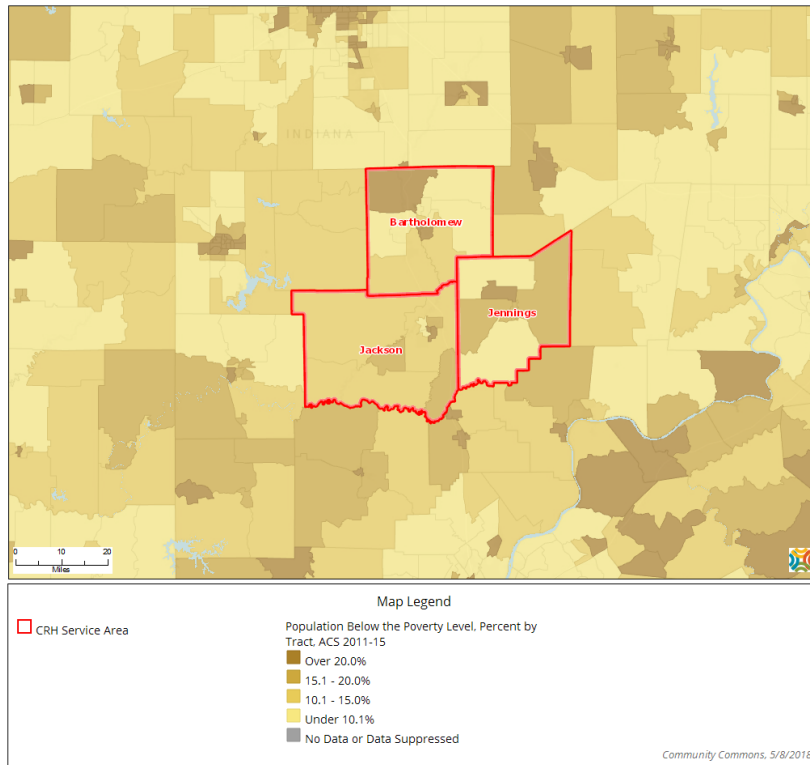 INDIANA
Bartholomew
Jennings
Jackson
0 10 20
Miles
Map Legend
CRH Service Area
Population Below the Poverty Level, Percent by
Tract, ACS 2011-15
Over 20.0%
15.1 - 20.0%
10.1 - 15.0%
Under 10.1%
No Data or Data Suppressed
Community Commons, 5/8/2018